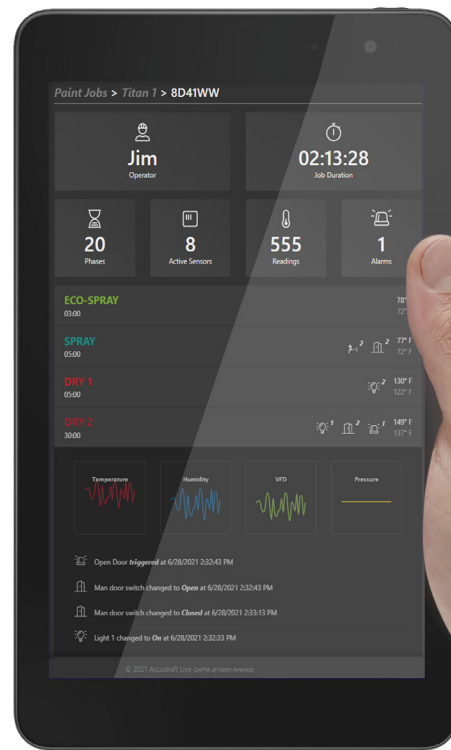 Paint Jobs > Titan 1 > 8D41WW
Jim
Operator
02:13:28
Job Duration
20
Phases
8
Active Sensors
555
Readings
1
Alarms
ECO-SPRAY
03:00
78°
72°
SPRAY
05:00
2
2
77° F
72° F
DRY 1
05:00
2
130° F
122° F
DRY 2
30:00
1
2
1
149° F
137° F
Temperature
Humidity
VFD
Pressure
Open Door triggered at 6/28/2021 2:32:43 PM
Man door switch changed to Open at 6/28/2021 2:32:43 PM
Man door switch changed to Closed at 6/28/2021 2:33:13 PM
Light 1 changed to On at 6/28/2021 2:32:33 PM
© 2021 Accudraft Live (SAIMA of North America)